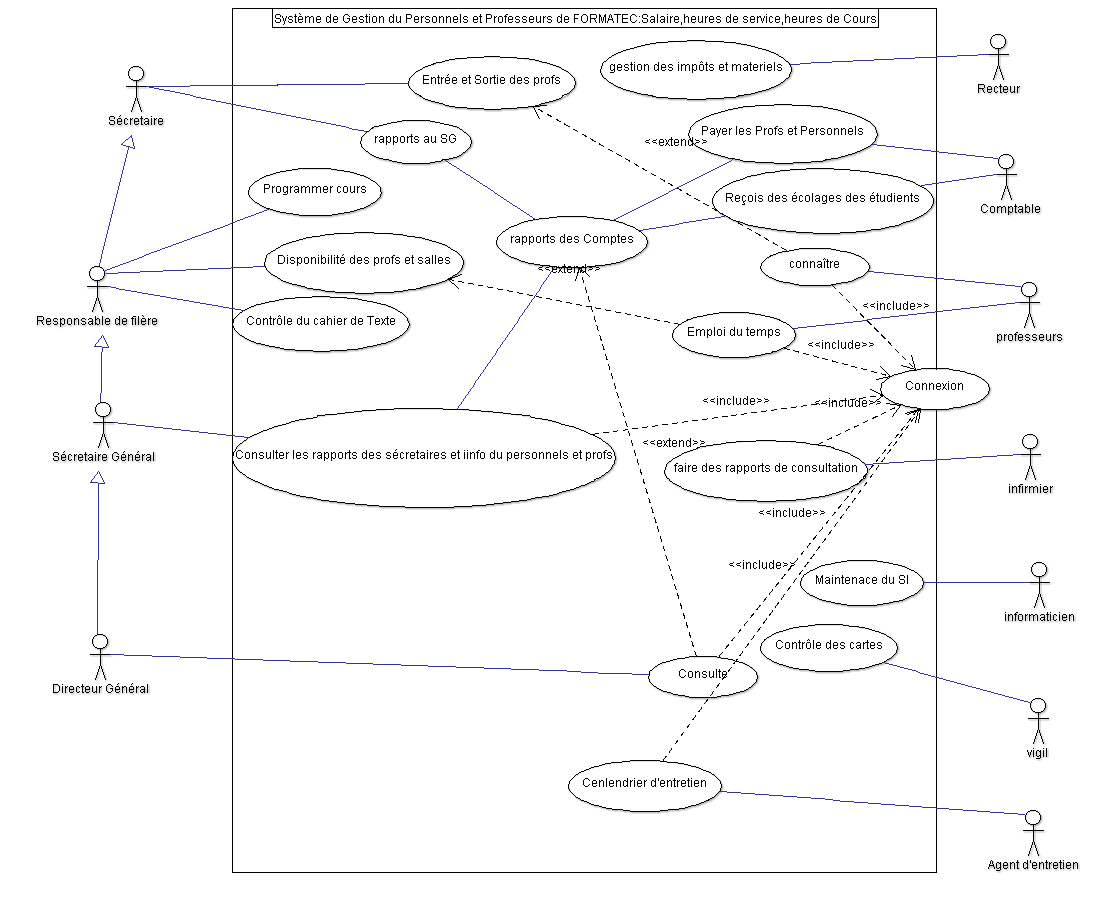 Système de Gestion du Personnels et Professeurs de FORMATEC:Salaire,heures de service,heures de Cours
Sécretaire
Entrée et Sortie des profs
gestion des impôts et materiels
Recteur
rapports au SG
Payer les Profs et Personnels
<<extend>>
Programmer cours
Reçois des écolages des étudients
Comptable
rapports des Comptes
Disponibilité des profs et salles
<<extend>>
connaître
Responsable de filère
Contrôle du cahier de Texte
<<include>>
Emploi du temps
professeurs
<<include>>
Connexion
<<include>>
<<include>>
Sécretaire Général
Consulter les rapports des sécretaires et iinfo du personnels et profs
<<extend>>
faire des rapports de consultation
infirmier
<<include>>
<<include>>
Maintenace du SI
informaticien
Contrôle des cartes
Directeur Général
Consulte
vigil
Cenlendrier d'entretien
Agent d'entretien